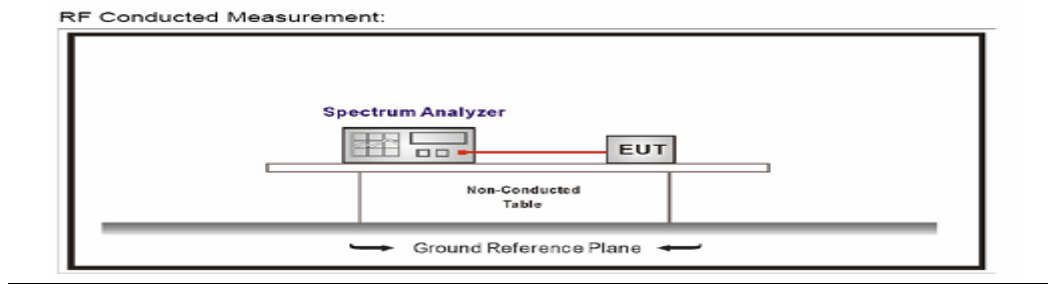 RF Conducted Measurement:
Spectrum Analyzer
EUT
Non-Conducted
Table
Ground Reference Plane